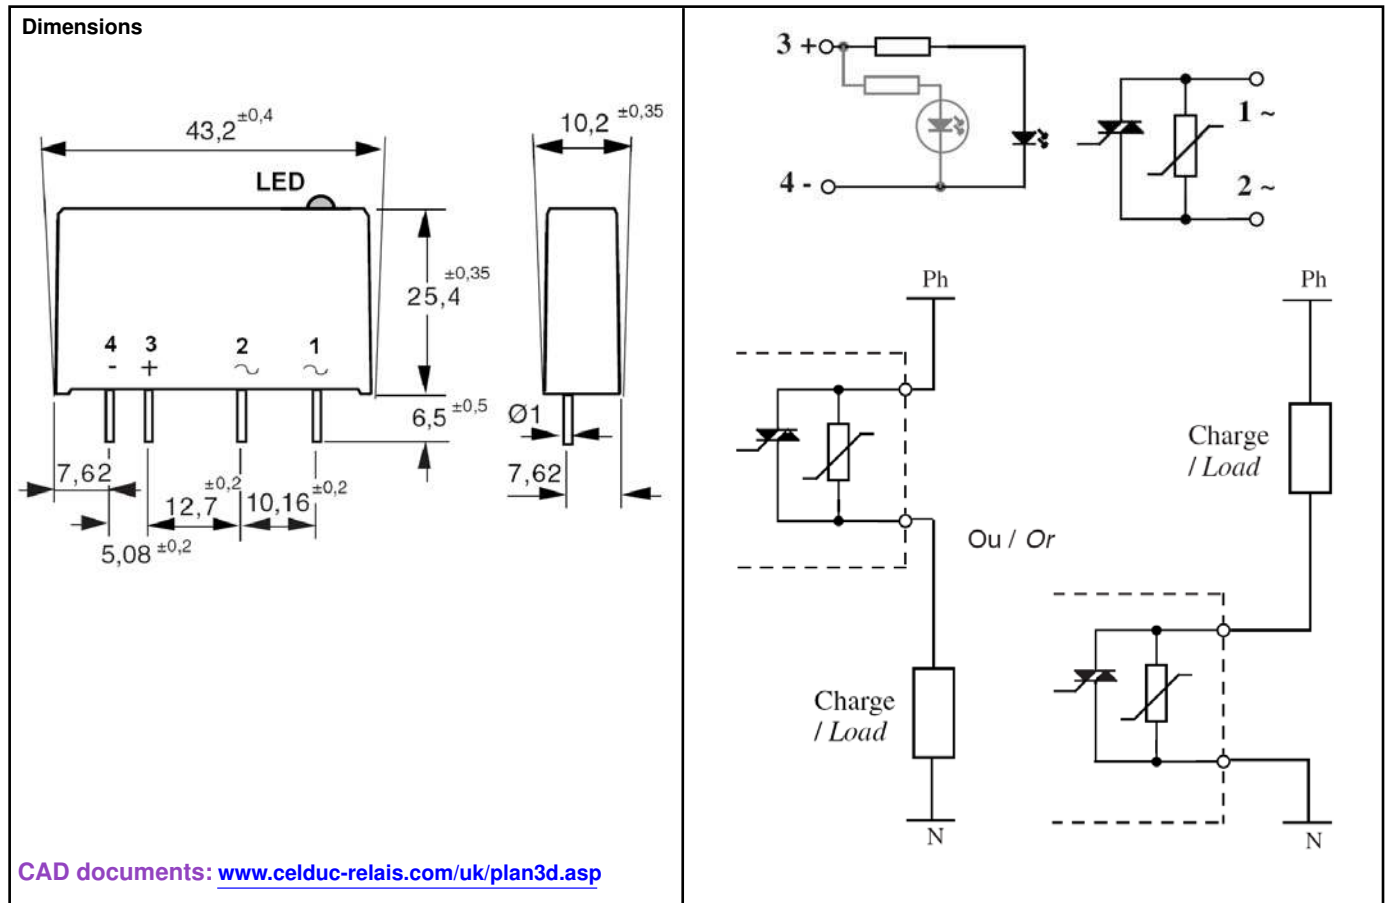 Dimensions
43,2 ±0,4
10,2 ±0,35
LED
±0,35
25,4
4 3 2 1
- + ~ ~
6,5 ±0,5
Ø1
7,62
7,62
12,7 ±0,2
10,16 ±0,2
5,08 ±0,2
CAD documents: www.celduc-relais.com/uk/plan3d.asp
3 +
4 -
1 ~
2 ~
Ph
Charge
/ Load
N
Ou / Or
Ph
Charge
/ Load
N